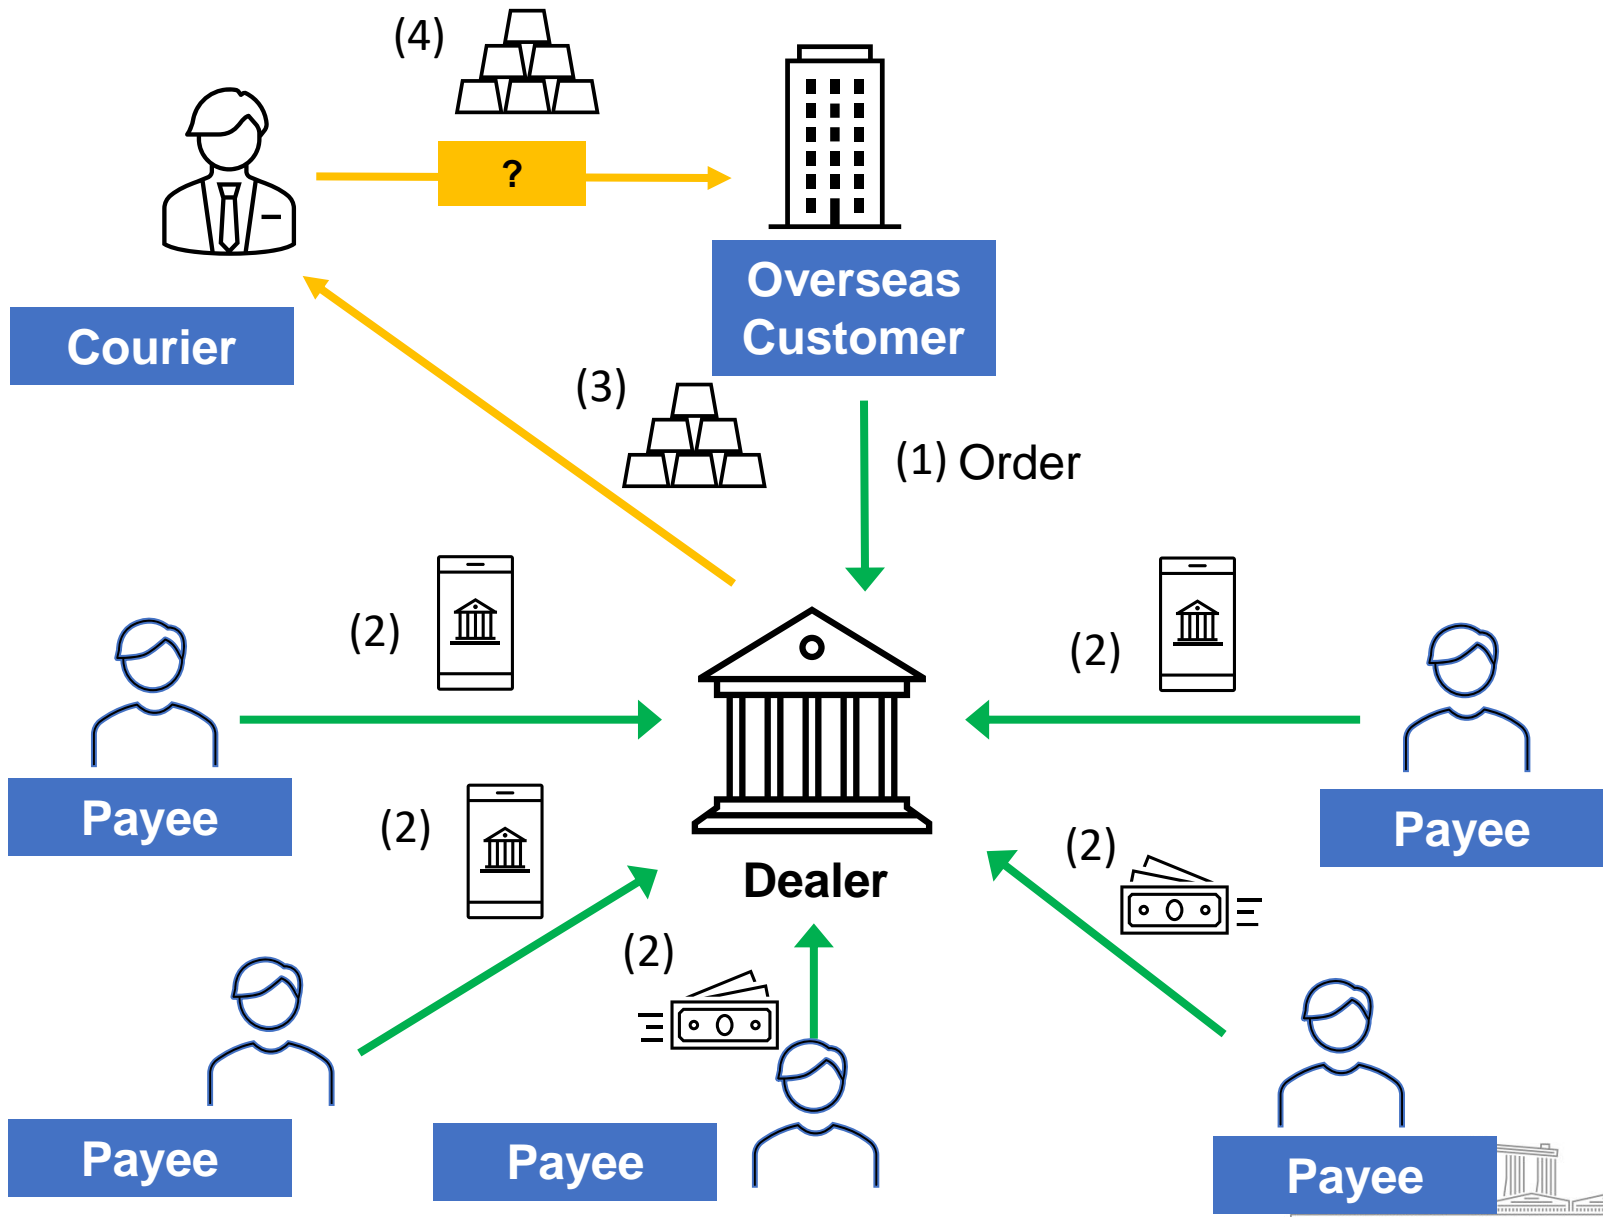 (4)
?
Overseas
Customer
Courier
(3)
(1) Order
(2)
(2)
Payee
(2)
Payee
(2)
Dealer
(2)
Payee
Payee
Payee